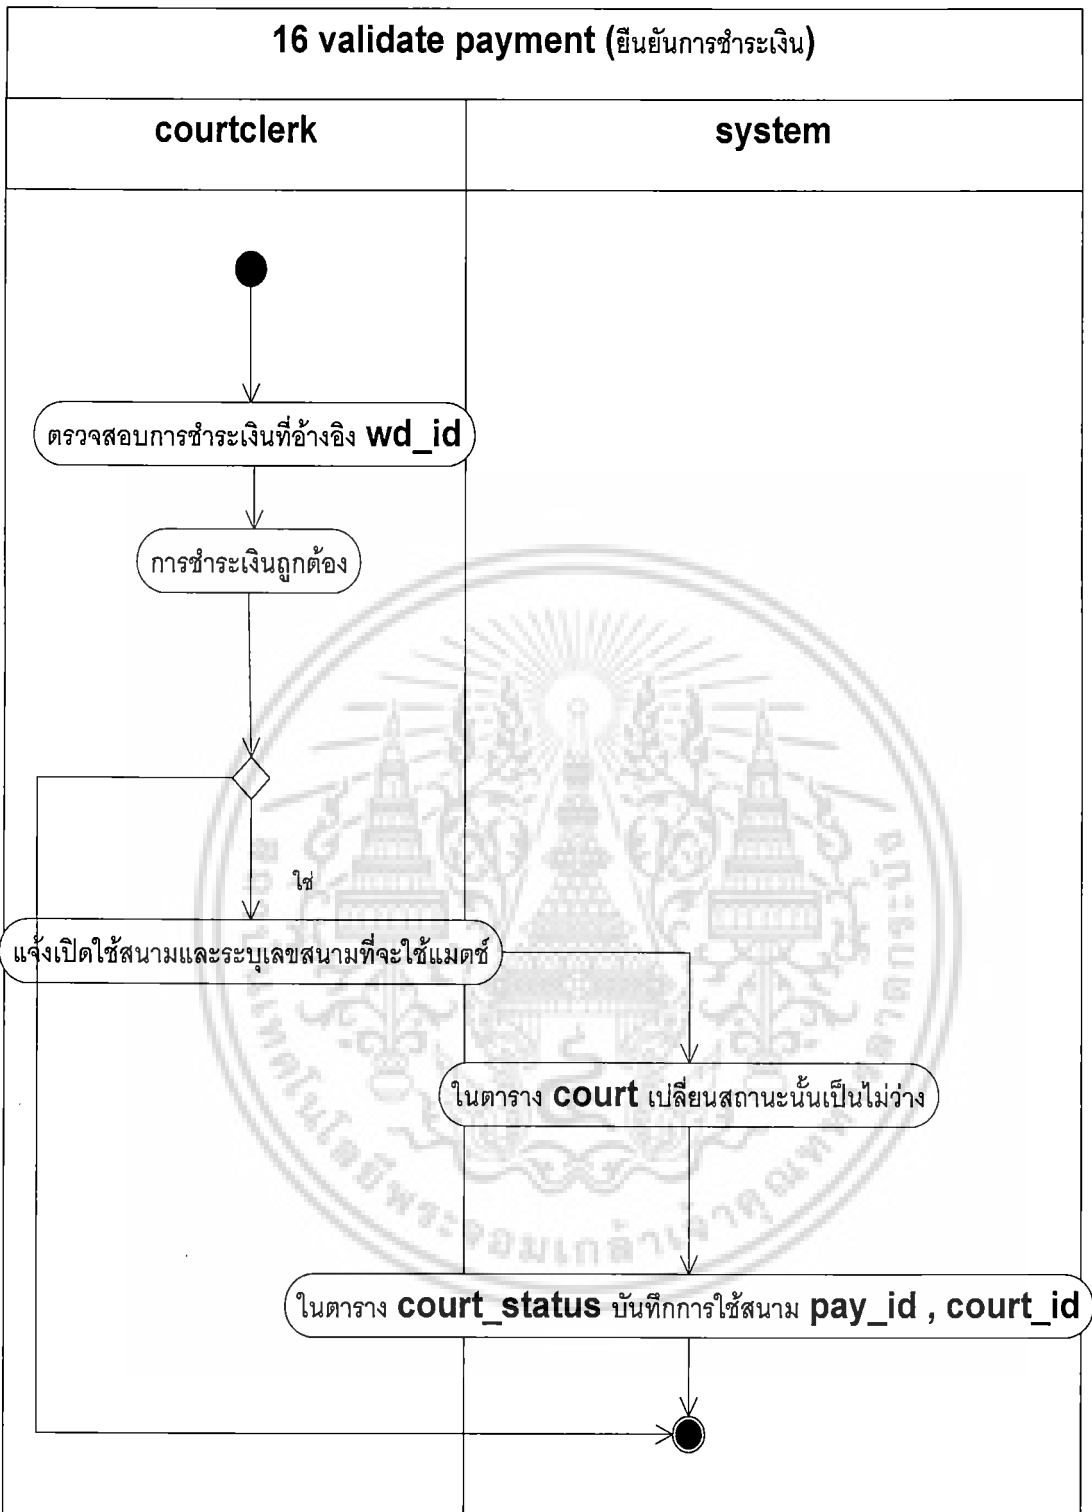 16 validate payment (ยืนยันการชำระเงิน)
courtclerk
system
ตรวจสอบการชำระเงินที่อ้างอิง wd_id
การชำระเงินถูกต้อง
ใช่
แจ้งเปิดใช้สนามและระบุเลขสนามที่จะใช้แมตช์
ในตาราง court เปลี่ยนสถานะนั้นเป็นไม่ว่าง
ในตาราง court_status บันทึกการใช้สนาม pay_id , court_id